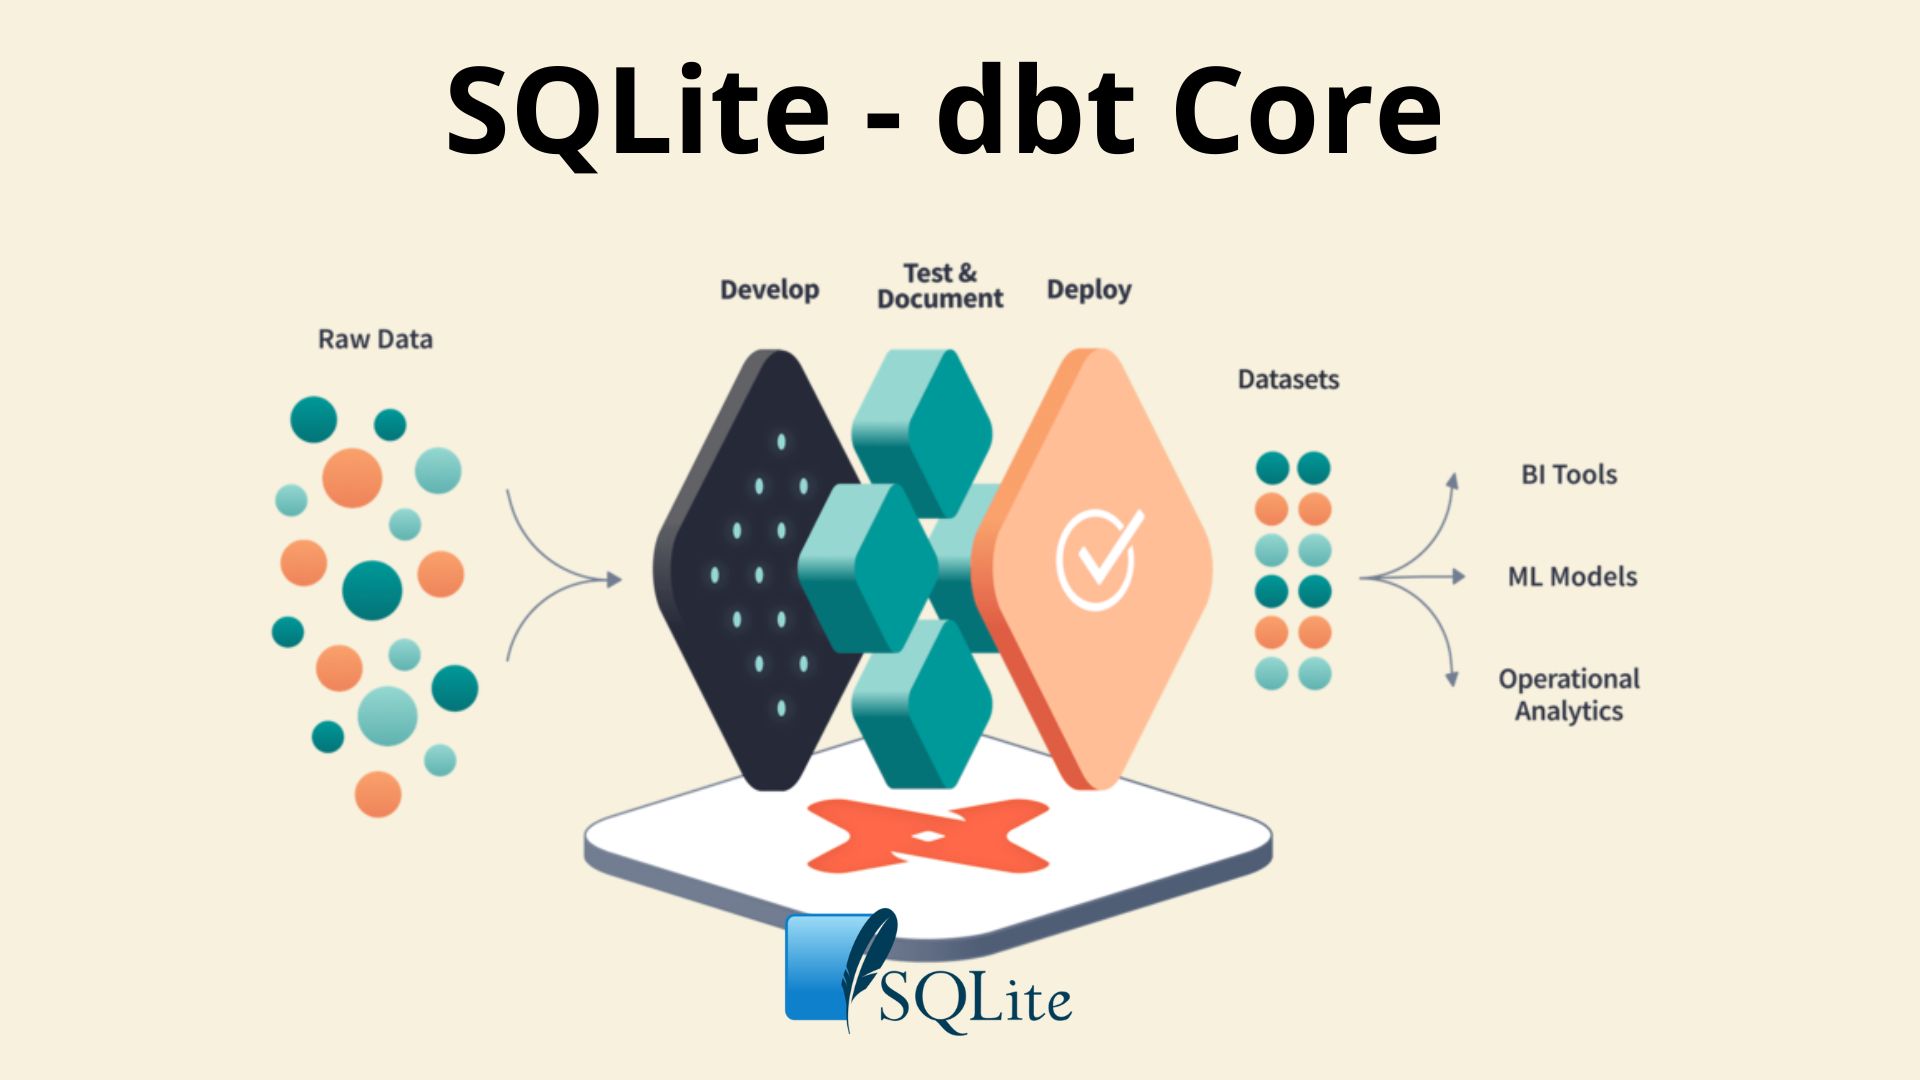 SQLite - dbt Core
Raw Data
Develop
Test &
Document
Deploy
Datasets
BI Tools
ML Models
Operational
Analytics
SQLite